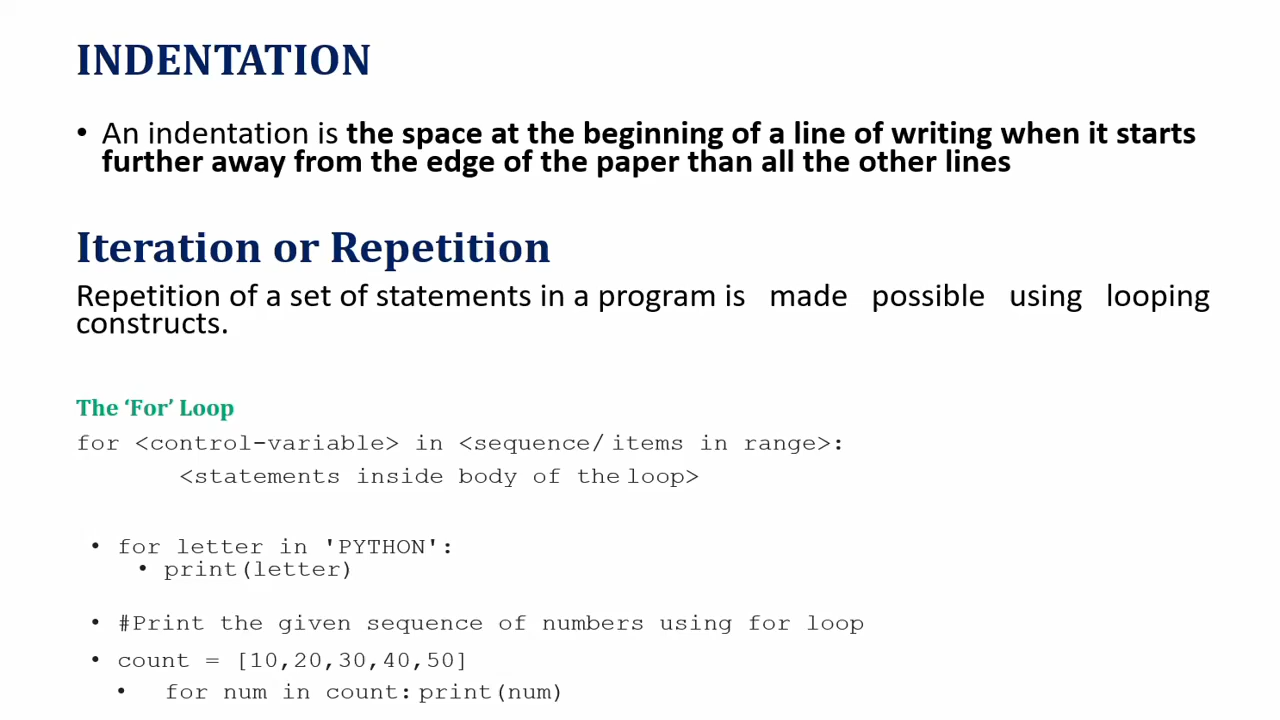 INDENTATION
• An indentation is the space at the beginning of a line of writing when it starts
further away from the edge of the paper than all the other lines
Iteration or Repetition
Repetition of a set of statements in a program is made possible using looping
constructs.
The ‘For’ Loop
for <control-variable> in <sequence/items in range>:
<statements inside body of the loop>
• for letter in 'PYTHON':
• print(letter)
• #Print the given sequence of numbers using for loop
• count = [10,20,30,40,50]
• for num in count: print(num)